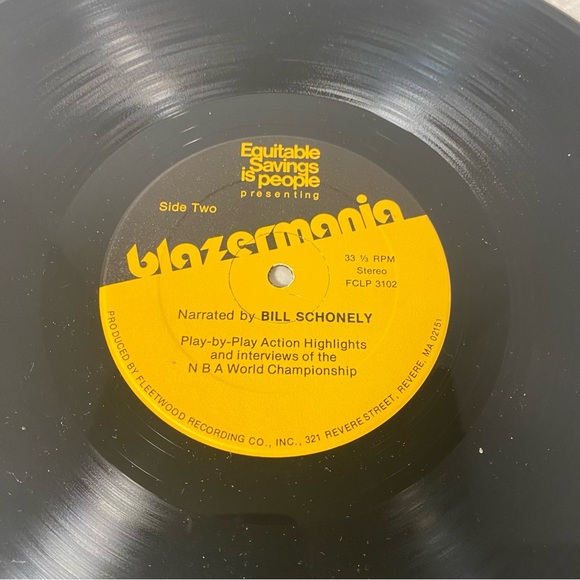 Equitable
Savings
is people
presenting
Side Two
blazermania
33 ⅓ RPM
Stereo
FCLP 3102
Narrated by BILL SCHONELY
Play-by-Play Action Highlights
and interviews of the
N B A World Championship
PRODUCED BY FLEETWOOD RECORDING CO., INC., 321 REVERE STREET, REVERE, MA 02151